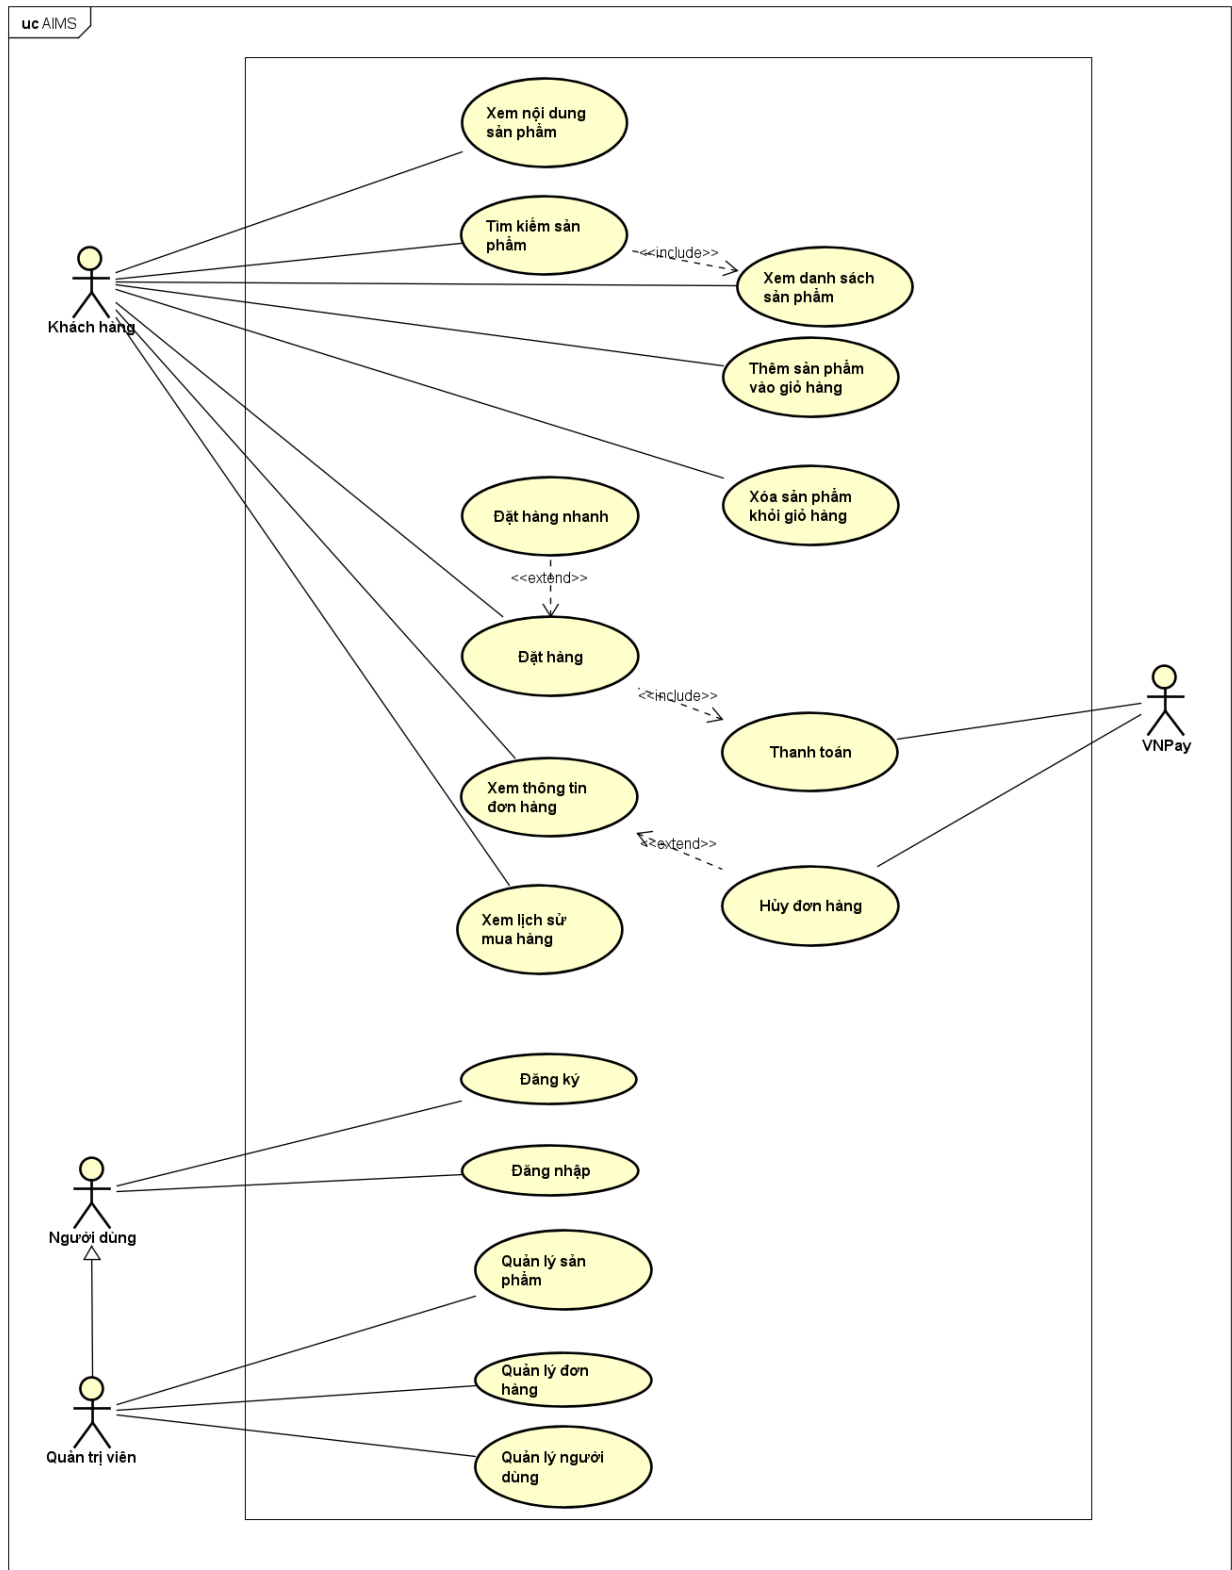 uc AIMS
Xem nội dung
sản phẩm
Tìm kiếm sản
phẩm
<<include>>
Xem danh sách
sản phẩm
Khách hàng
Thêm sản phẩm
vào giỏ hàng
Xóa sản phẩm
khỏi giỏ hàng
Đặt hàng nhanh
<<extend>>
Đặt hàng
<<include>>
Thanh toán
VNPay
Xem thông tin
đơn hàng
<<extend>>
Hủy đơn hàng
Xem lịch sử
mua hàng
Đăng ký
Đăng nhập
Người dùng
Quản lý sản
phẩm
Quản lý đơn
hàng
Quản trị viên
Quản lý người
dùng